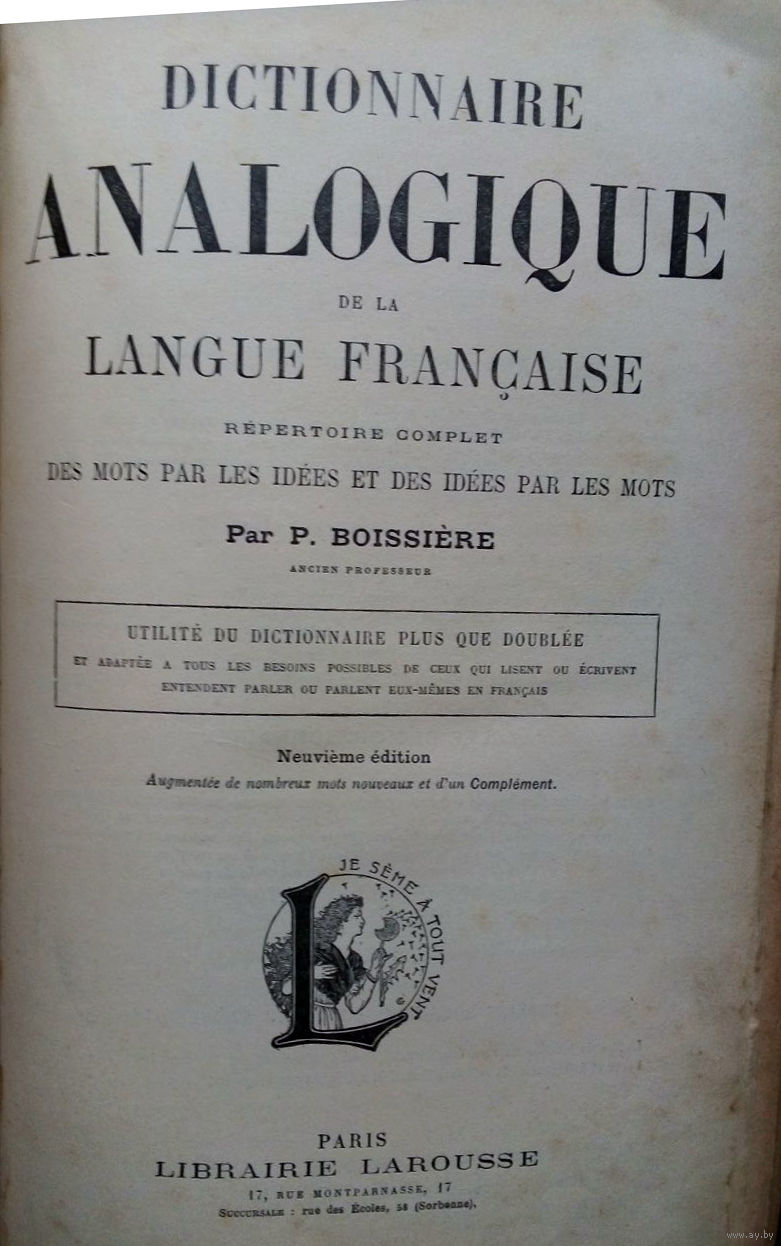 DICTIONNAIRE
ANALOGIQUE
DE LA
LANGUE FRANÇAISE
RÉPERTOIRE COMPLET
DES MOTS PAR LES IDÉES ET DES IDÉES PAR LES MOTS
Par P. BOISSIÈRE
ANCIEN PROFESSEUR
UTILITÉ DU DICTIONNAIRE PLUS QUE DOUBLÉE
ET ADAPTÉE A TOUS LES BESOINS POSSIBLES DE CEUX QUI LISENT OU ÉCRIVENT
ENTENDENT PARLER OU PARLENT EUX-MÊMES EN FRANÇAIS
Neuvième édition
Augmentée de nombreux mots nouveaux et d'un Complément.
JE SÈME À TOUT VENT
L
PARIS
LIBRAIRIE LAROUSSE
17, RUE MONTPARNASSE, 17
SUCCURSALE : rue des Écoles, 58 (Sorbonne).
www.ay.by